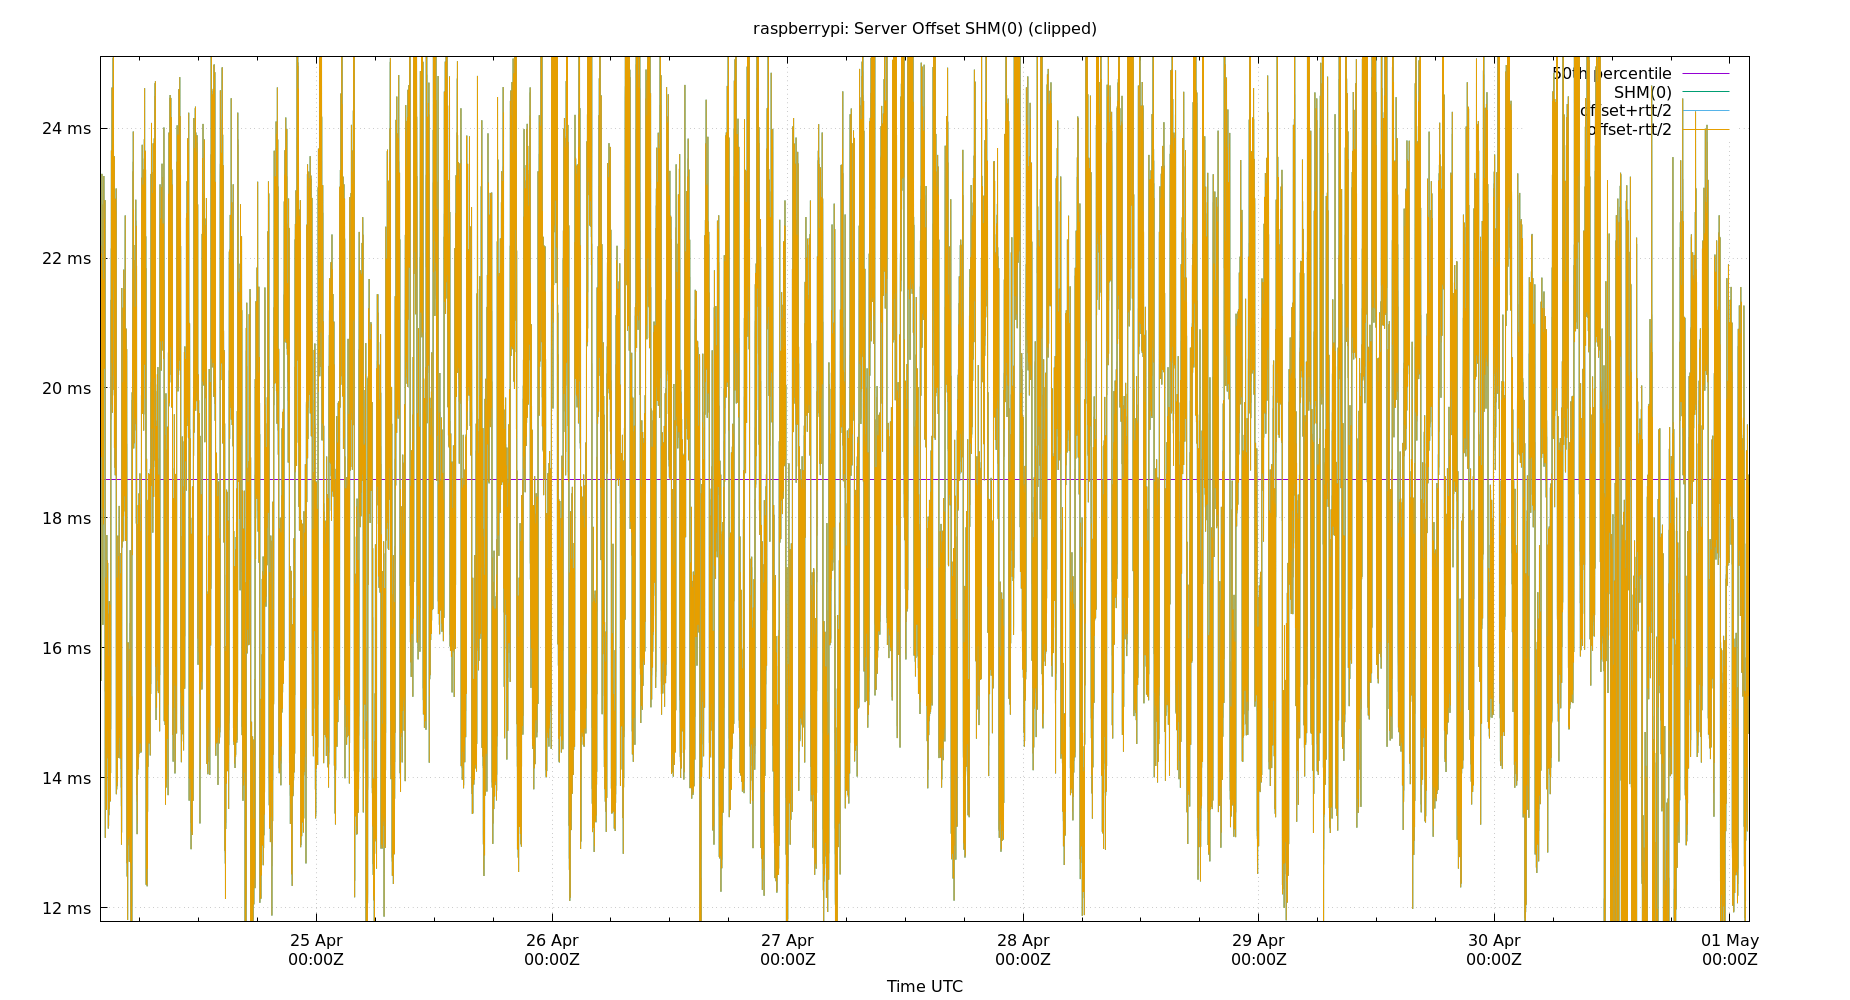 raspberrypi: Server Offset SHM(0) (clipped)
50th percentile
SHM(0)
offset+rtt/2
offset-rtt/2
24 ms
22 ms
20 ms
18 ms
16 ms
14 ms
12 ms
25 Apr 26 Apr 27 Apr 28 Apr 29 Apr 30 Apr 01 May
00:00Z 00:00Z 00:00Z 00:00Z 00:00Z 00:00Z 00:00Z
Time UTC